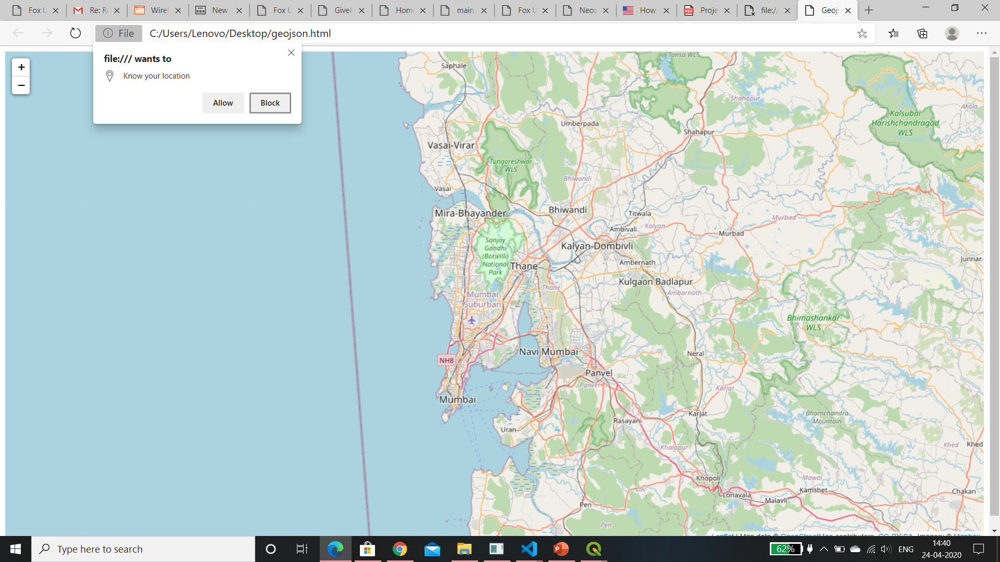 Fox U
Re: R
Wiref
New
Fox U
GiveH
Hom
main
Fox U
Neos
How
Proje
file://
Geojs
File
C:/Users/Lenovo/Desktop/geojson.html
file:/// wants to
Know your location
Allow
Block
+
−
Saphale
Tansa WLS
Shahapur
Akola
Kalsubai
Harishchandragad
WLS
Umberpada
Shahapur
Vasai-Virar
Tungareshwar
WLS
Bhiwandi
Vasai
Mira-Bhayander
Bhiwandi
Titwala
Murbad
Ambivali
Kalyan
Murbad
Sanjay
Gandhi
(Borivilli)
National
Park
Kalyan-Dombivli
Junnar
Thane
Ambernath
Kulgaon Badlapur
Thane
Ambarnath
Mumbai
Suburban
Bhimashankar
WLS
Navi Mumbai
Neral
NH8
Panvel
Panvel
Karjat
Mumbai
Karjat
Bhamchandra
Mountain
Rasayani
Uran
Khalapur
Khed
Khed
Khopoli
Mawal
Lonavala
Kamshet
Chakan
Malavli
Pen
Pen
Leaflet | Map data © OpenStreetMap contributors, CC-BY-SA, Imagery © Mapbox
Type here to search
62%
ENG
14:40
24-04-2020